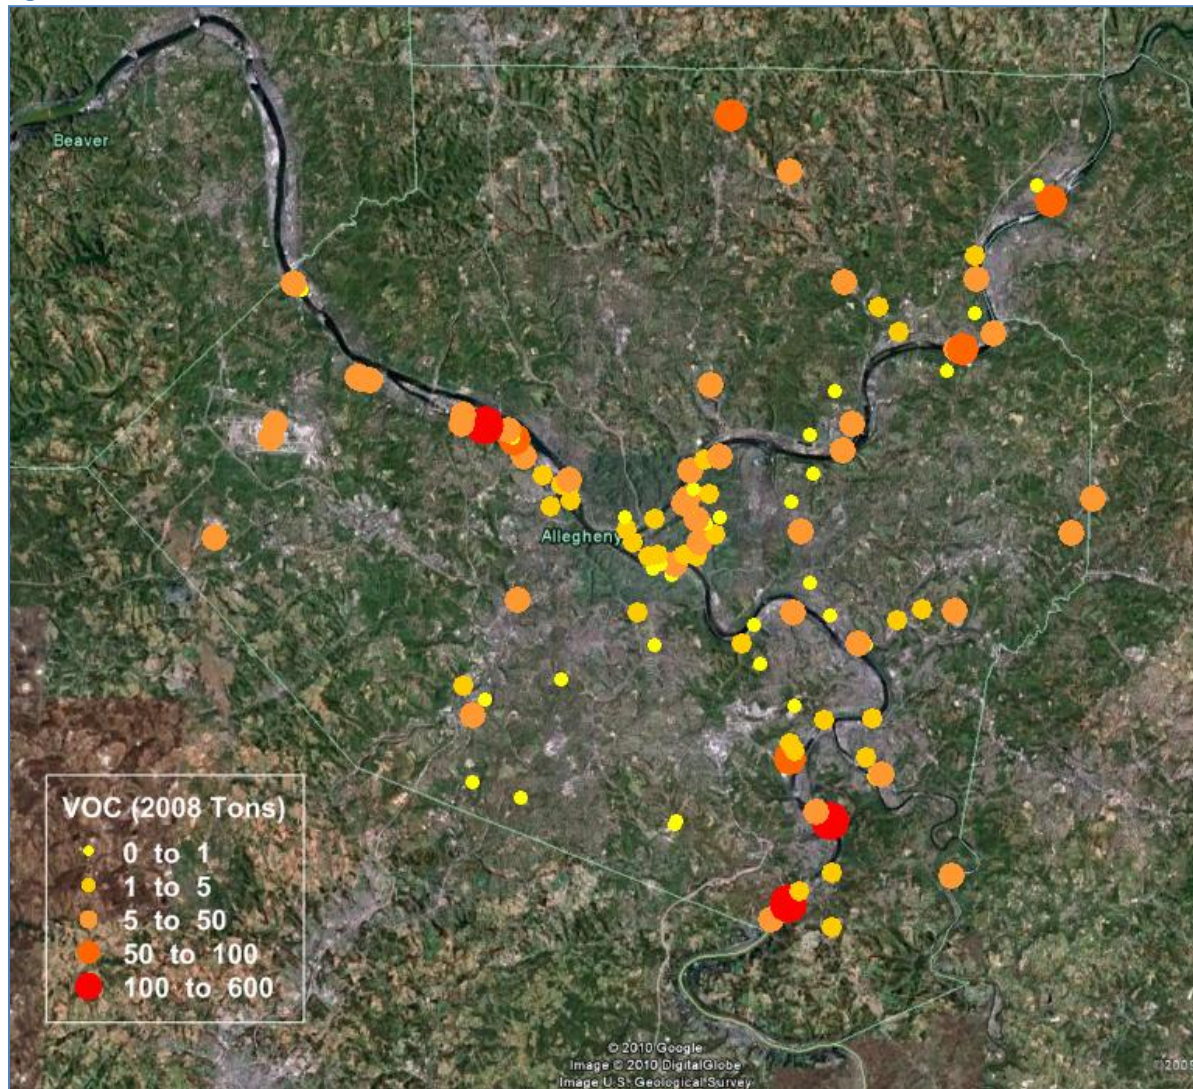 Beaver
Allegheny
VOC (2008 Tons)
0 to 1
1 to 5
5 to 50
50 to 100
100 to 600
© 2010 Google
Image © 2010 DigitalGlobe
Image U.S. Geological Survey